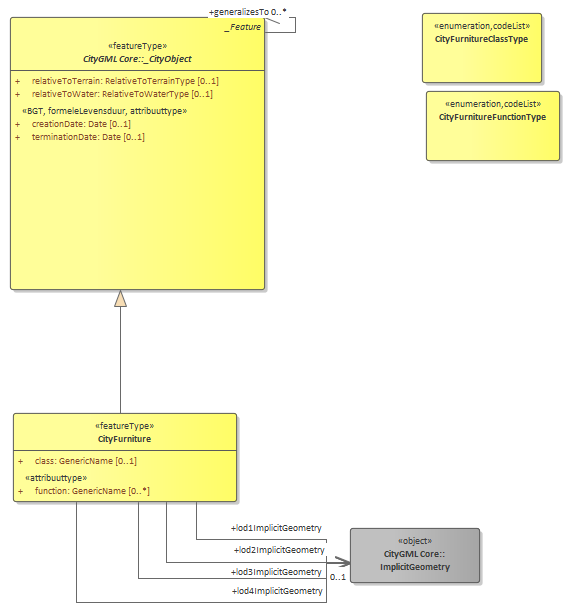 +generalizesTo 0..*
_Feature
«featureType»
CityGML Core::_CityObject
+ relativeToTerrain: RelativeToTerrainType [0..1]
+ relativeToWater: RelativeToWaterType [0..1]
«BGT, formeleLevensduur, attribuuttype»
+ creationDate: Date [0..1]
+ terminationDate: Date [0..1]
«enumeration,codeList»
CityFurnitureClassType
«enumeration,codeList»
CityFurnitureFunctionType
«featureType»
CityFurniture
+ class: GenericName [0..1]
«attribuuttype»
+ function: GenericName [0..*]
+lod1ImplicitGeometry
+lod2ImplicitGeometry
+lod3ImplicitGeometry
0..1
+lod4ImplicitGeometry
«object»
CityGML Core::
ImplicitGeometry